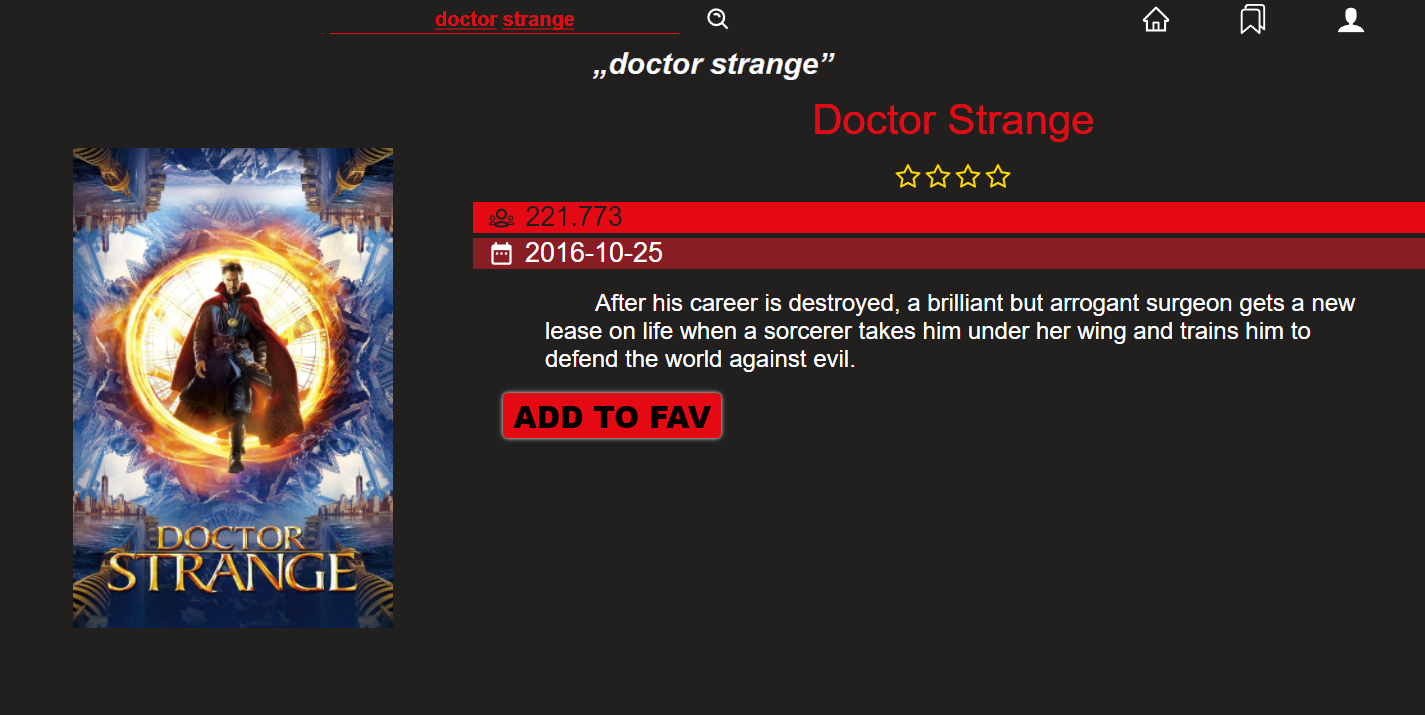 doctor strange
„doctor strange”
Doctor Strange
221.773
2016-10-25
After his career is destroyed, a brilliant but arrogant surgeon gets a new
lease on life when a sorcerer takes him under her wing and trains him to
defend the world against evil.
ADD TO FAV
DOCTOR
STRANGE